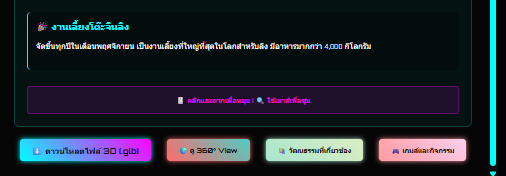 🎉 งานเลี้ยงโต๊ะจีนลิง
จัดขึ้นทุกปีในเดือนพฤศจิกายน เป็นงานเลี้ยงที่ใหญ่ที่สุดในโลกสำหรับลิง มีอาหารมากกว่า 4,000 กิโลกรัม
🖱️ คลิกและลากเพื่อหมุน | 🔍 ใช้เมาส์เพื่อซูม
⬇️ ดาวน์โหลดไฟล์ 3D (.glb) 🌐 ดู 360° View 📚 วัฒนธรรมที่เกี่ยวข้อง 🎮 เกมส์และกิจกรรม